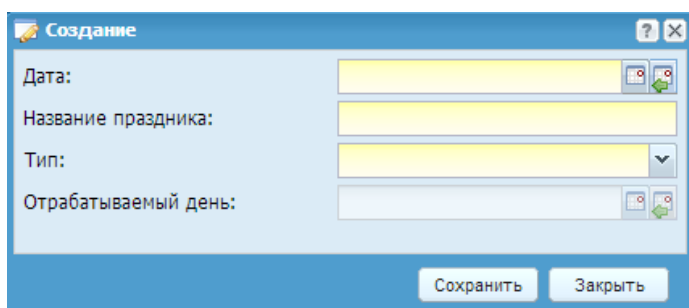 Создание
Дата:
Название праздника:
Тип:
Отрабатываемый день:
Сохранить Закрыть